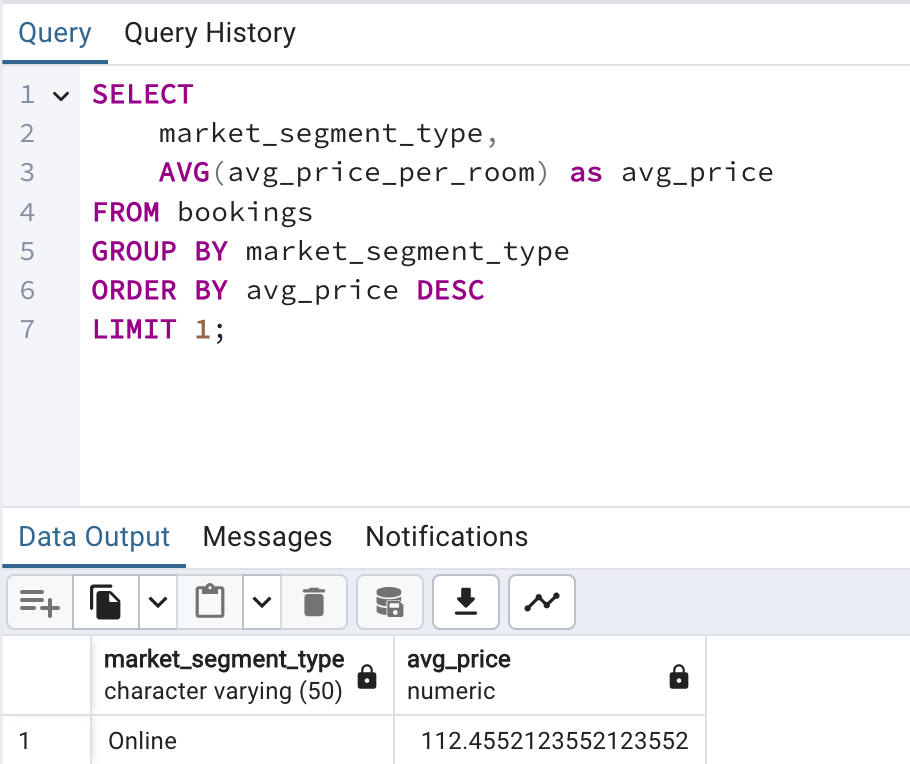 Query Query History
1 SELECT
2 market_segment_type,
3 AVG(avg_price_per_room) as avg_price
4 FROM bookings
5 GROUP BY market_segment_type
6 ORDER BY avg_price DESC
7 LIMIT 1;
Data Output Messages Notifications
market_segment_type avg_price
character varying (50) numeric
1 Online 112.4552123552123552